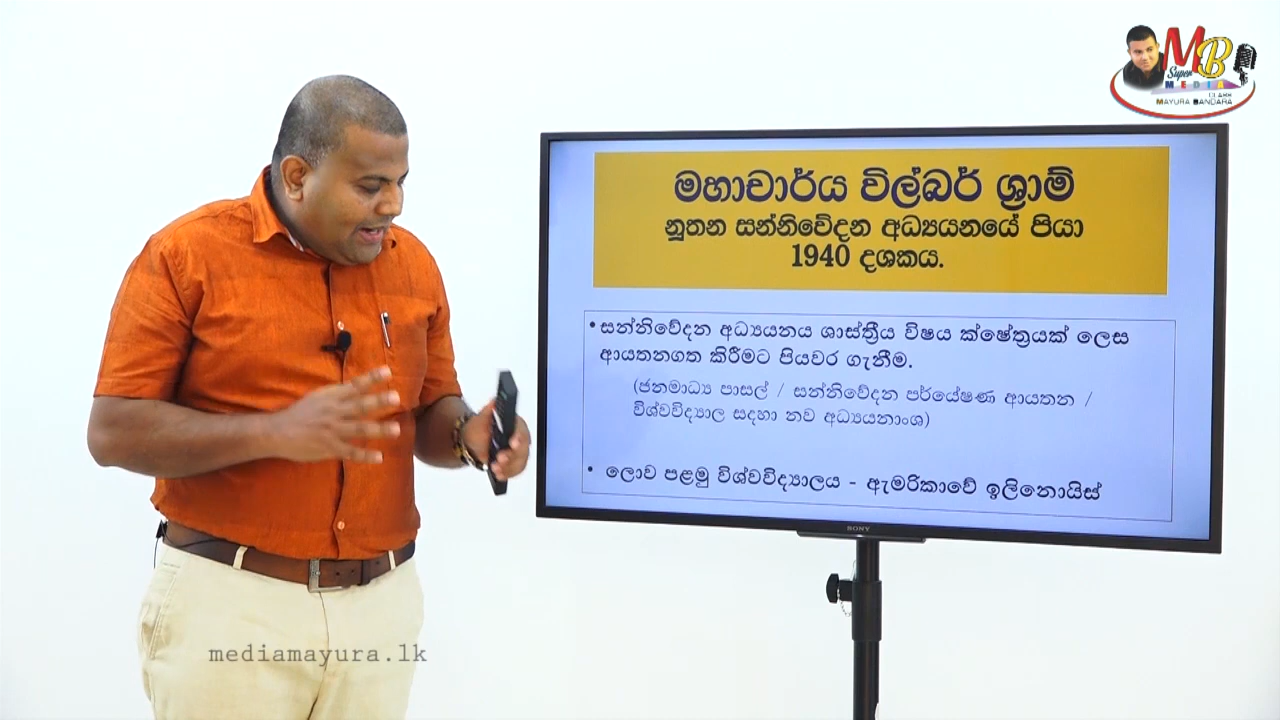 MB
Super
MEDIA
CLASS
MAYURA BANDARA
මහාචාර්ය විල්බර් ශ්‍රාම්
නූතන සන්නිවේදන අධ්‍යයනයේ පියා
1940 දශකය.
•සන්නිවේදන අධ්‍යයනය ශාස්ත්‍රීය විෂය ක්ෂේත්‍රයක් ලෙස
ආයතනගත කිරීමට පියවර ගැනීම.
(ජනමාධ්‍ය පාසල් / සන්නිවේදන පර්යේෂණ ආයතන /
විශ්වවිද්‍යාල සඳහා නව අධ්‍යයනාංශ)
• ලොව පළමු විශ්වවිද්‍යාලය - ඇමරිකාවේ ඉලිනොයිස්
SONY
mediamayura.lk